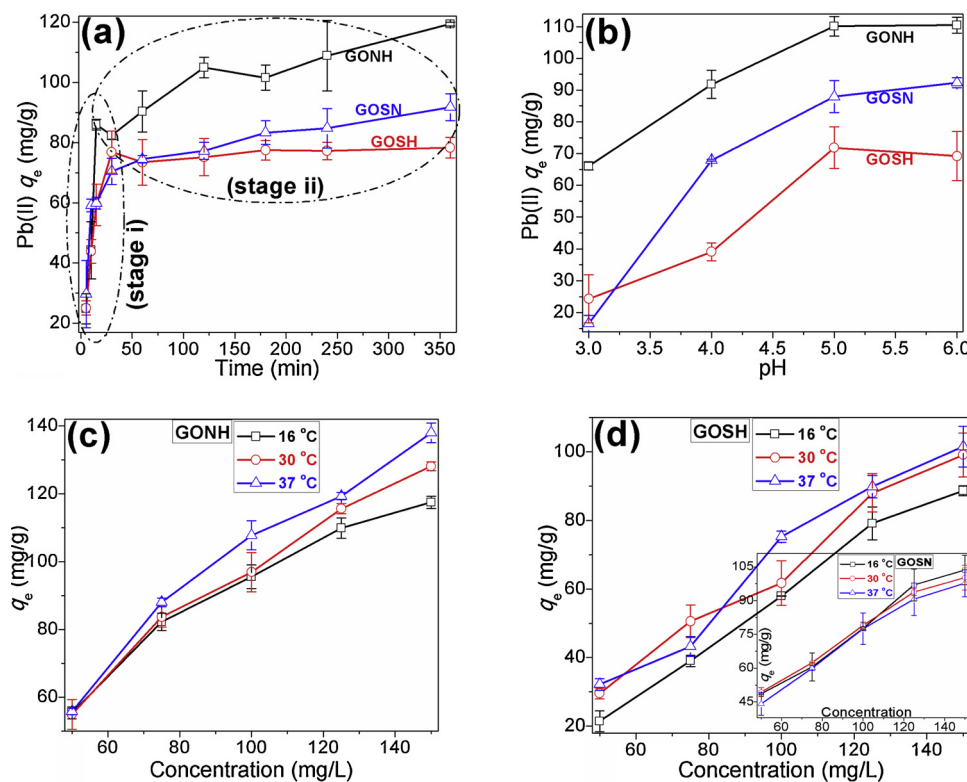 (a)
120
100
80
60
40
20
Pb(II) qe (mg/g)
GONH
GOSN
GOSH
(stage ii)
(stage i)
0 50 100 150 200 250 300 350
Time (min)
(b)
110
100
90
80
70
60
50
40
30
20
Pb(II) qe (mg/g)
GONH
GOSN
GOSH
3.0 3.5 4.0 4.5 5.0 5.5 6.0
pH
(c)
GONH
16 °C
30 °C
37 °C
140
120
100
80
60
qe (mg/g)
60 80 100 120 140
Concentration (mg/L)
(d)
GOSH
16 °C
30 °C
37 °C
100
80
60
40
20
qe (mg/g)
60 80 100 120 140
Concentration (mg/L)
16 °C GOSN
30 °C
37 °C
105
90
75
60
45
qe (mg/g)
Concentration
60 80 100 120 140